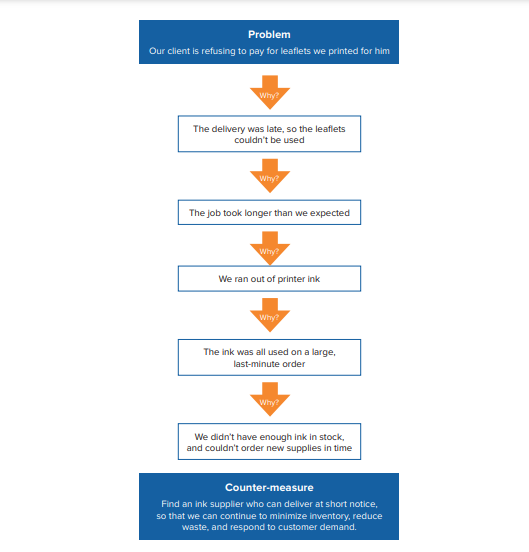 Problem
Our client is refusing to pay for leaflets we printed for him
Why?
The delivery was late, so the leaflets
couldn't be used
Why?
The job took longer than we expected
Why?
We ran out of printer ink
Why?
The ink was all used on a large,
last-minute order
Why?
We didn't have enough ink in stock,
and couldn't order new supplies in time
Counter-measure
Find an ink supplier who can deliver at short notice,
so that we can continue to minimize inventory, reduce
waste, and respond to customer demand.